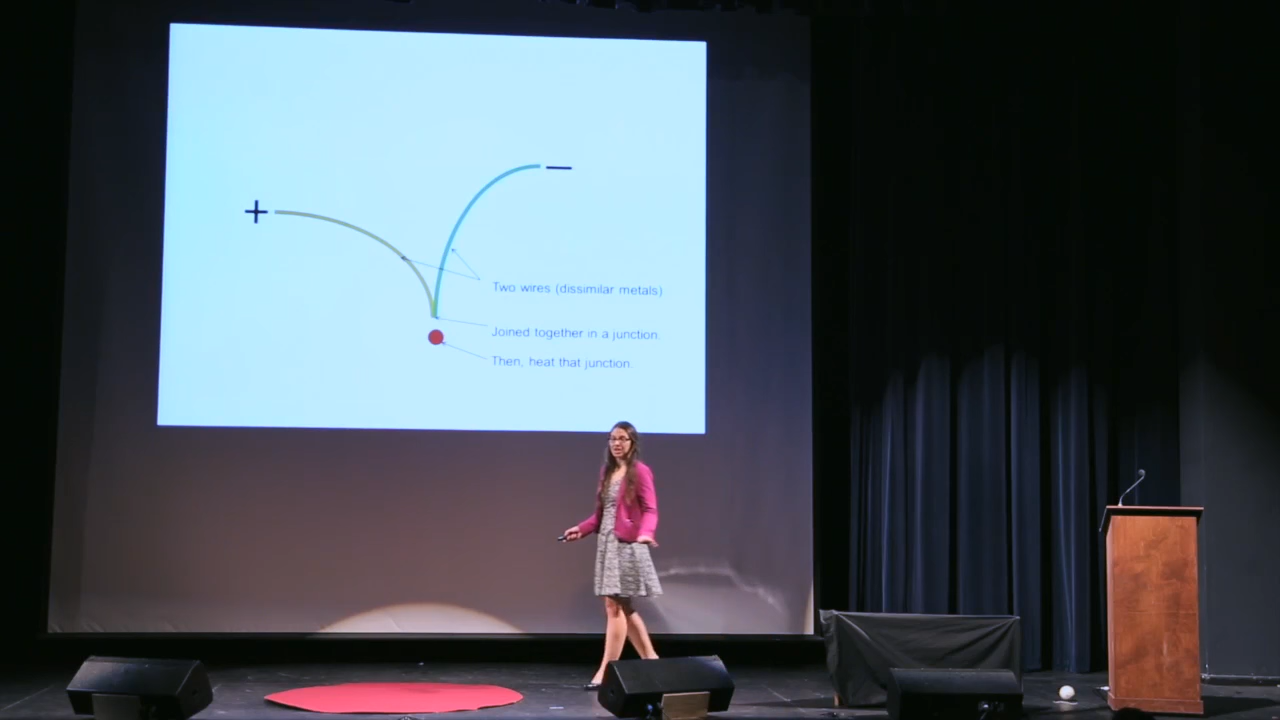 +
—
Two wires (dissimilar metals)
Joined together in a junction.
Then, heat that junction.